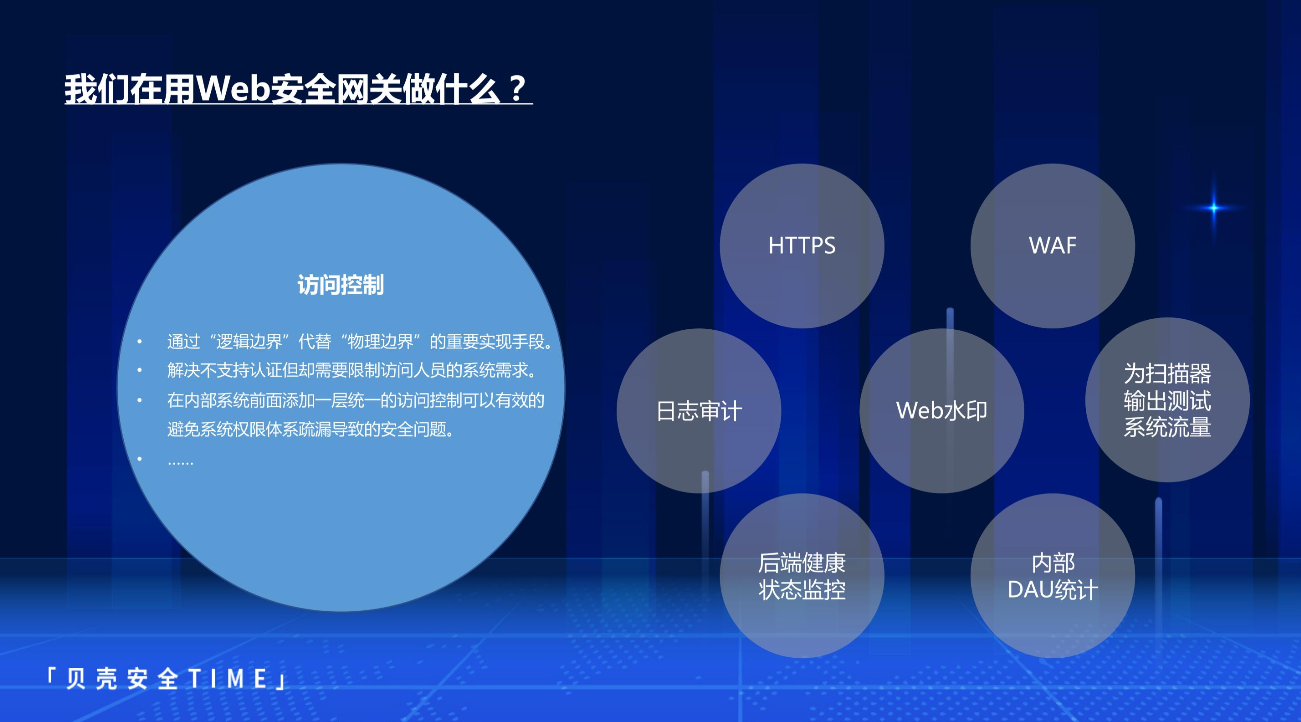 我们在用Web安全网关做什么？
访问控制
• 通过“逻辑边界”代替“物理边界”的重要实现手段。
• 解决不支持认证但却需要限制访问人员的系统需求。
• 在内部系统前面添加一层统一的访问控制可以有效的
避免系统权限体系疏漏导致的安全问题。
• ......
HTTPS
WAF
日志审计
Web水印
为扫描器
输出测试
系统流量
后端健康
状态监控
内部
DAU统计
「贝壳安全TIME」